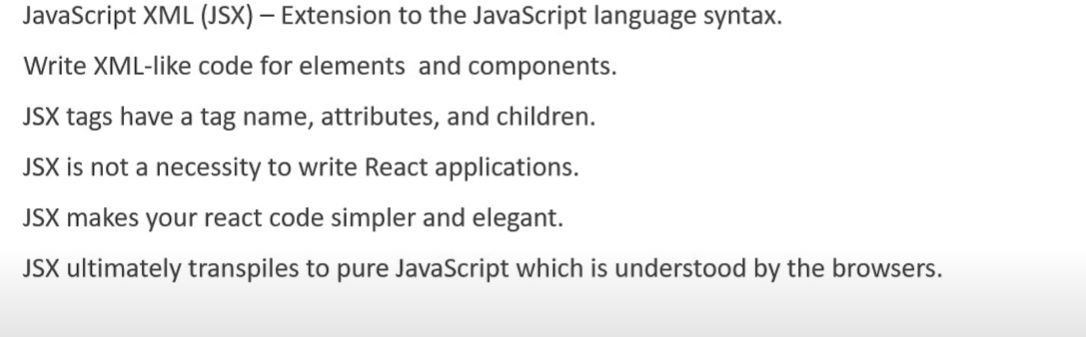 JavaScript XML (JSX) – Extension to the JavaScript language syntax.
Write XML-like code for elements  and components.
JSX tags have a tag name, attributes, and children.
JSX is not a necessity to write React applications.
JSX makes your react code simpler and elegant.
JSX ultimately transpiles to pure JavaScript which is understood by the browsers.